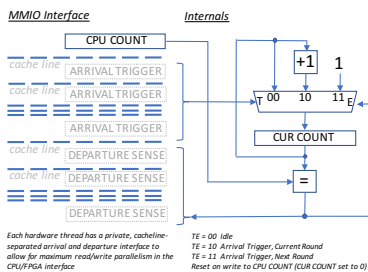 MMIO Interface
Internals
CPU COUNT
cache line
ARRIVAL TRIGGER
cache line
ARRIVAL TRIGGER
cache line
ARRIVAL TRIGGER
cache line
DEPARTURE SENSE
cache line
DEPARTURE SENSE
DEPARTURE SENSE
+1
1
T 00 10 11 E
CUR COUNT
=
Each hardware thread has a private, cacheline-
separated arrival and departure interface to
allow for maximum read/write parallelism in the
CPU/FPGA interface
TE = 00 Idle
TE = 10 Arrival Trigger, Current Round
TE = 11 Arrival Trigger, Next Round
Reset on write to CPU COUNT (CUR COUNT set to 0)